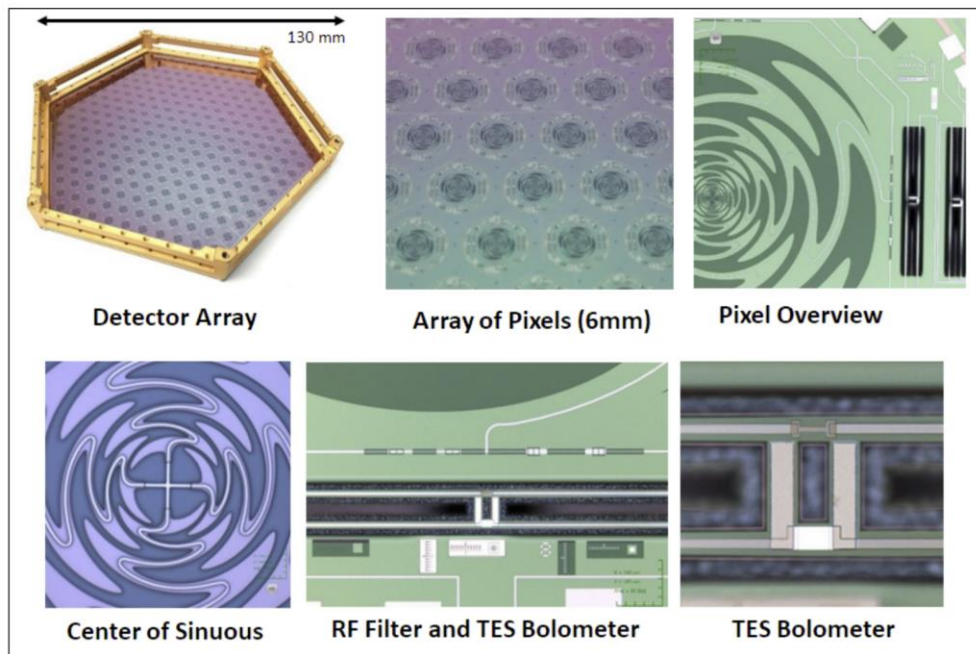 130 mm
Detector Array
Array of Pixels (6mm)
Pixel Overview
Center of Sinuous
RF Filter and TES Bolometer
TES Bolometer